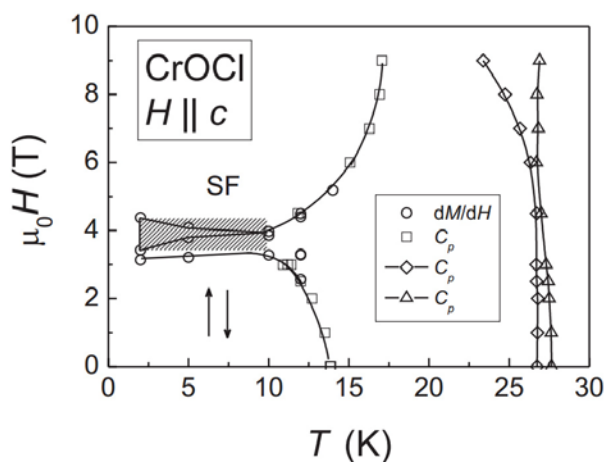 CrOCl
H || c
SF
dM/dH
Cp
Cp
Cp
10
8
6
4
2
0
μ0H (T)
0 5 10 15 20 25 30
T (K)